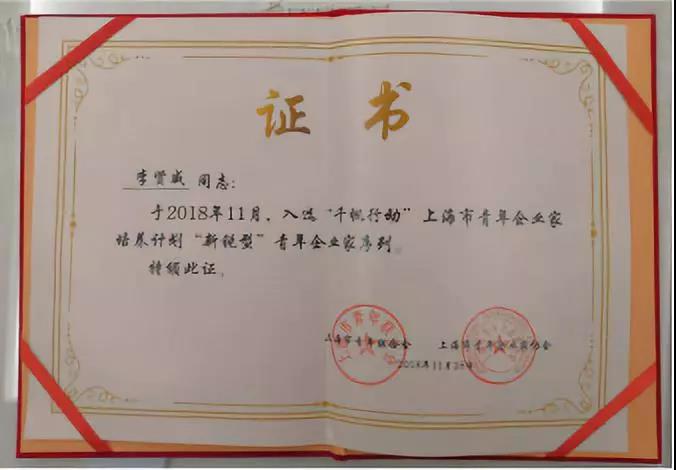 证书
李贤威 同志:
于2018年11月,入选“千帆行动”上海市青年企业家
培养计划“新锐型”青年企业家序列。
特颁此证。
上海市青年联合会 上海市青年企业家协会
2018年11月